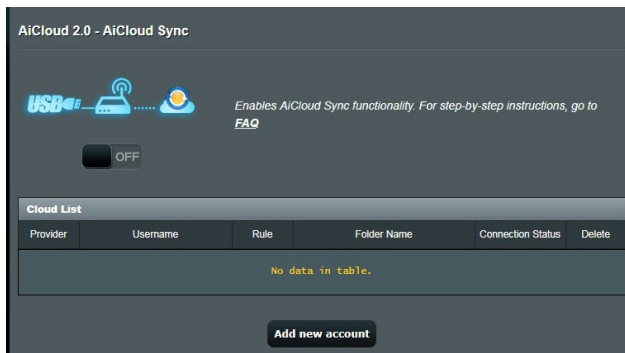 AiCloud 2.0 - AiCloud Sync
USB
Enables AiCloud Sync functionality. For step-by-step instructions, go to
FAQ
OFF
Cloud List
Provider Username Rule Folder Name Connection Status Delete
No data in table.
Add new account